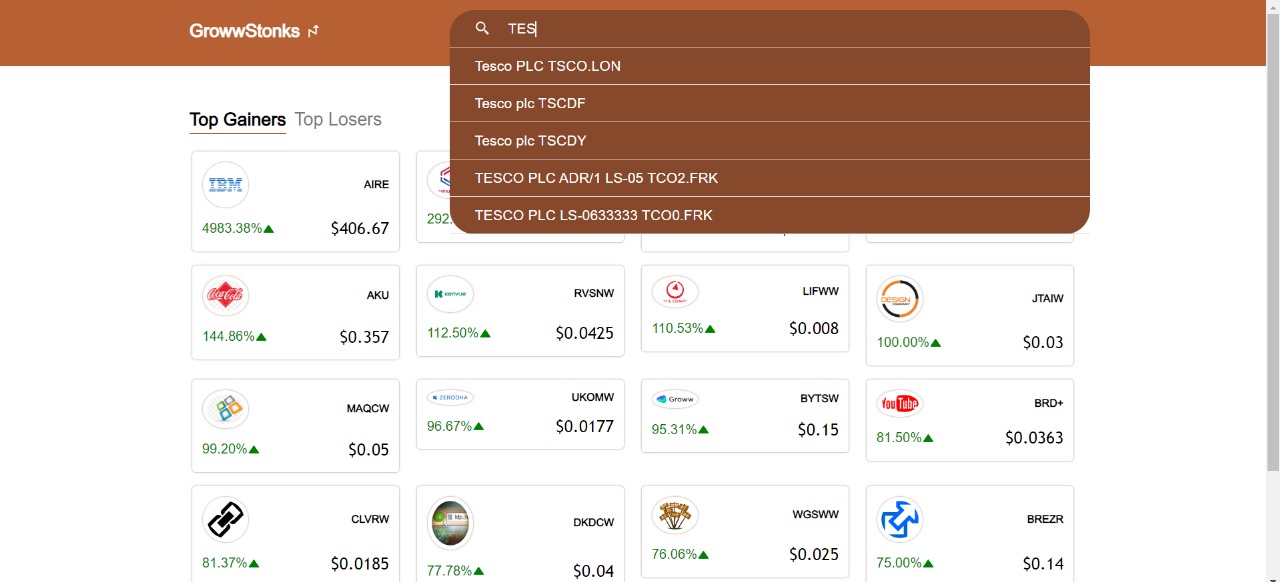 GrowwStonks
TES
Tesco PLC TSCO.LON
Tesco plc TSCDF
Tesco plc TSCDY
TESCO PLC ADR/1 LS-05 TCO2.FRK
TESCO PLC LS-0633333 TCO0.FRK
Top Gainers Top Losers
IBM
AIRE
4983.38%▲ $406.67
292.
Coca-Cola
AKU
144.86%▲ $0.357
kenvue
RVSNW
112.50%▲ $0.0425
LIFWW
110.53%▲ $0.008
DESIGN
JTAIW
100.00%▲ $0.03
MAQCW
99.20%▲ $0.05
ZERODHA
UKOMW
96.67%▲ $0.0177
Groww
BYTSW
95.31%▲ $0.15
YouTube
BRD+
81.50%▲ $0.0363
CLVRW
81.37%▲ $0.0185
DKDCW
77.78%▲ $0.04
WGSWW
76.06%▲ $0.025
BREZR
75.00%▲ $0.14